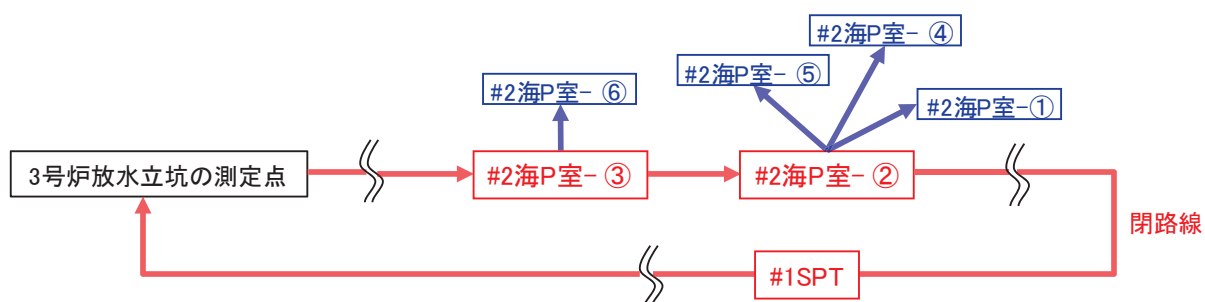 #2海P室- ④
#2海P室- ⑤
#2海P室- ⑥
#2海P室-①
3号炉放水立坑の測定点
#2海P室- ③
#2海P室- ②
閉路線
#1SPT